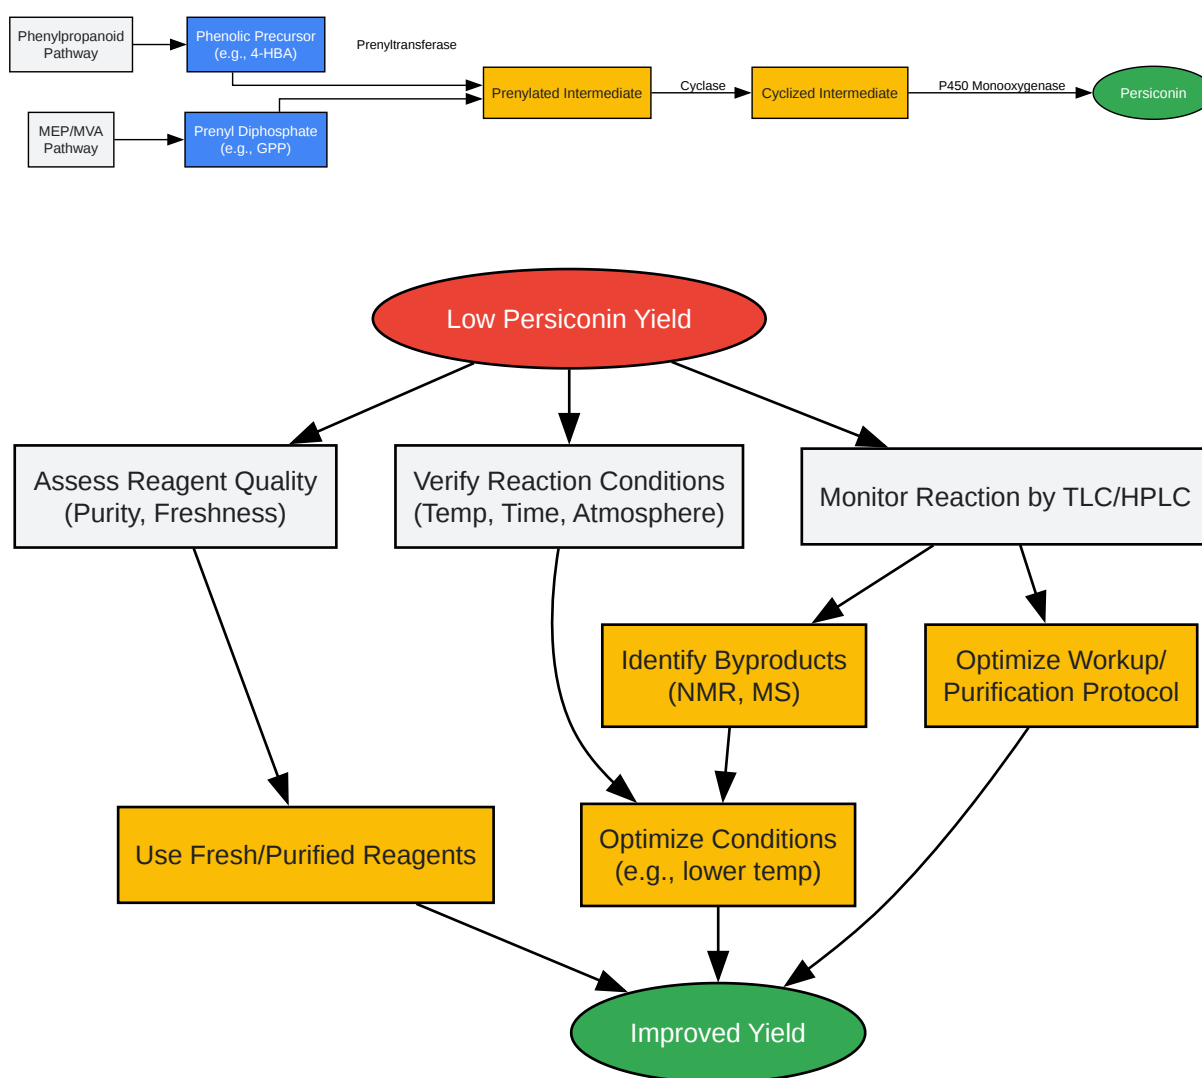 Phenylpropanoid
Pathway
Phenolic Precursor
(e.g., 4-HBA)
Prenyltransferase
MEP/MVA
Pathway
Prenyl Diphosphate
(e.g., GPP)
Prenylated Intermediate
Cyclase
Cyclized Intermediate
P450 Monooxygenase
Persiconin
Low Persiconin Yield
Assess Reagent Quality
(Purity, Freshness)
Verify Reaction Conditions
(Temp, Time, Atmosphere)
Monitor Reaction by TLC/HPLC
Identify Byproducts
(NMR, MS)
Optimize Workup/
Purification Protocol
Use Fresh/Purified Reagents
Optimize Conditions
(e.g., lower temp)
Improved Yield